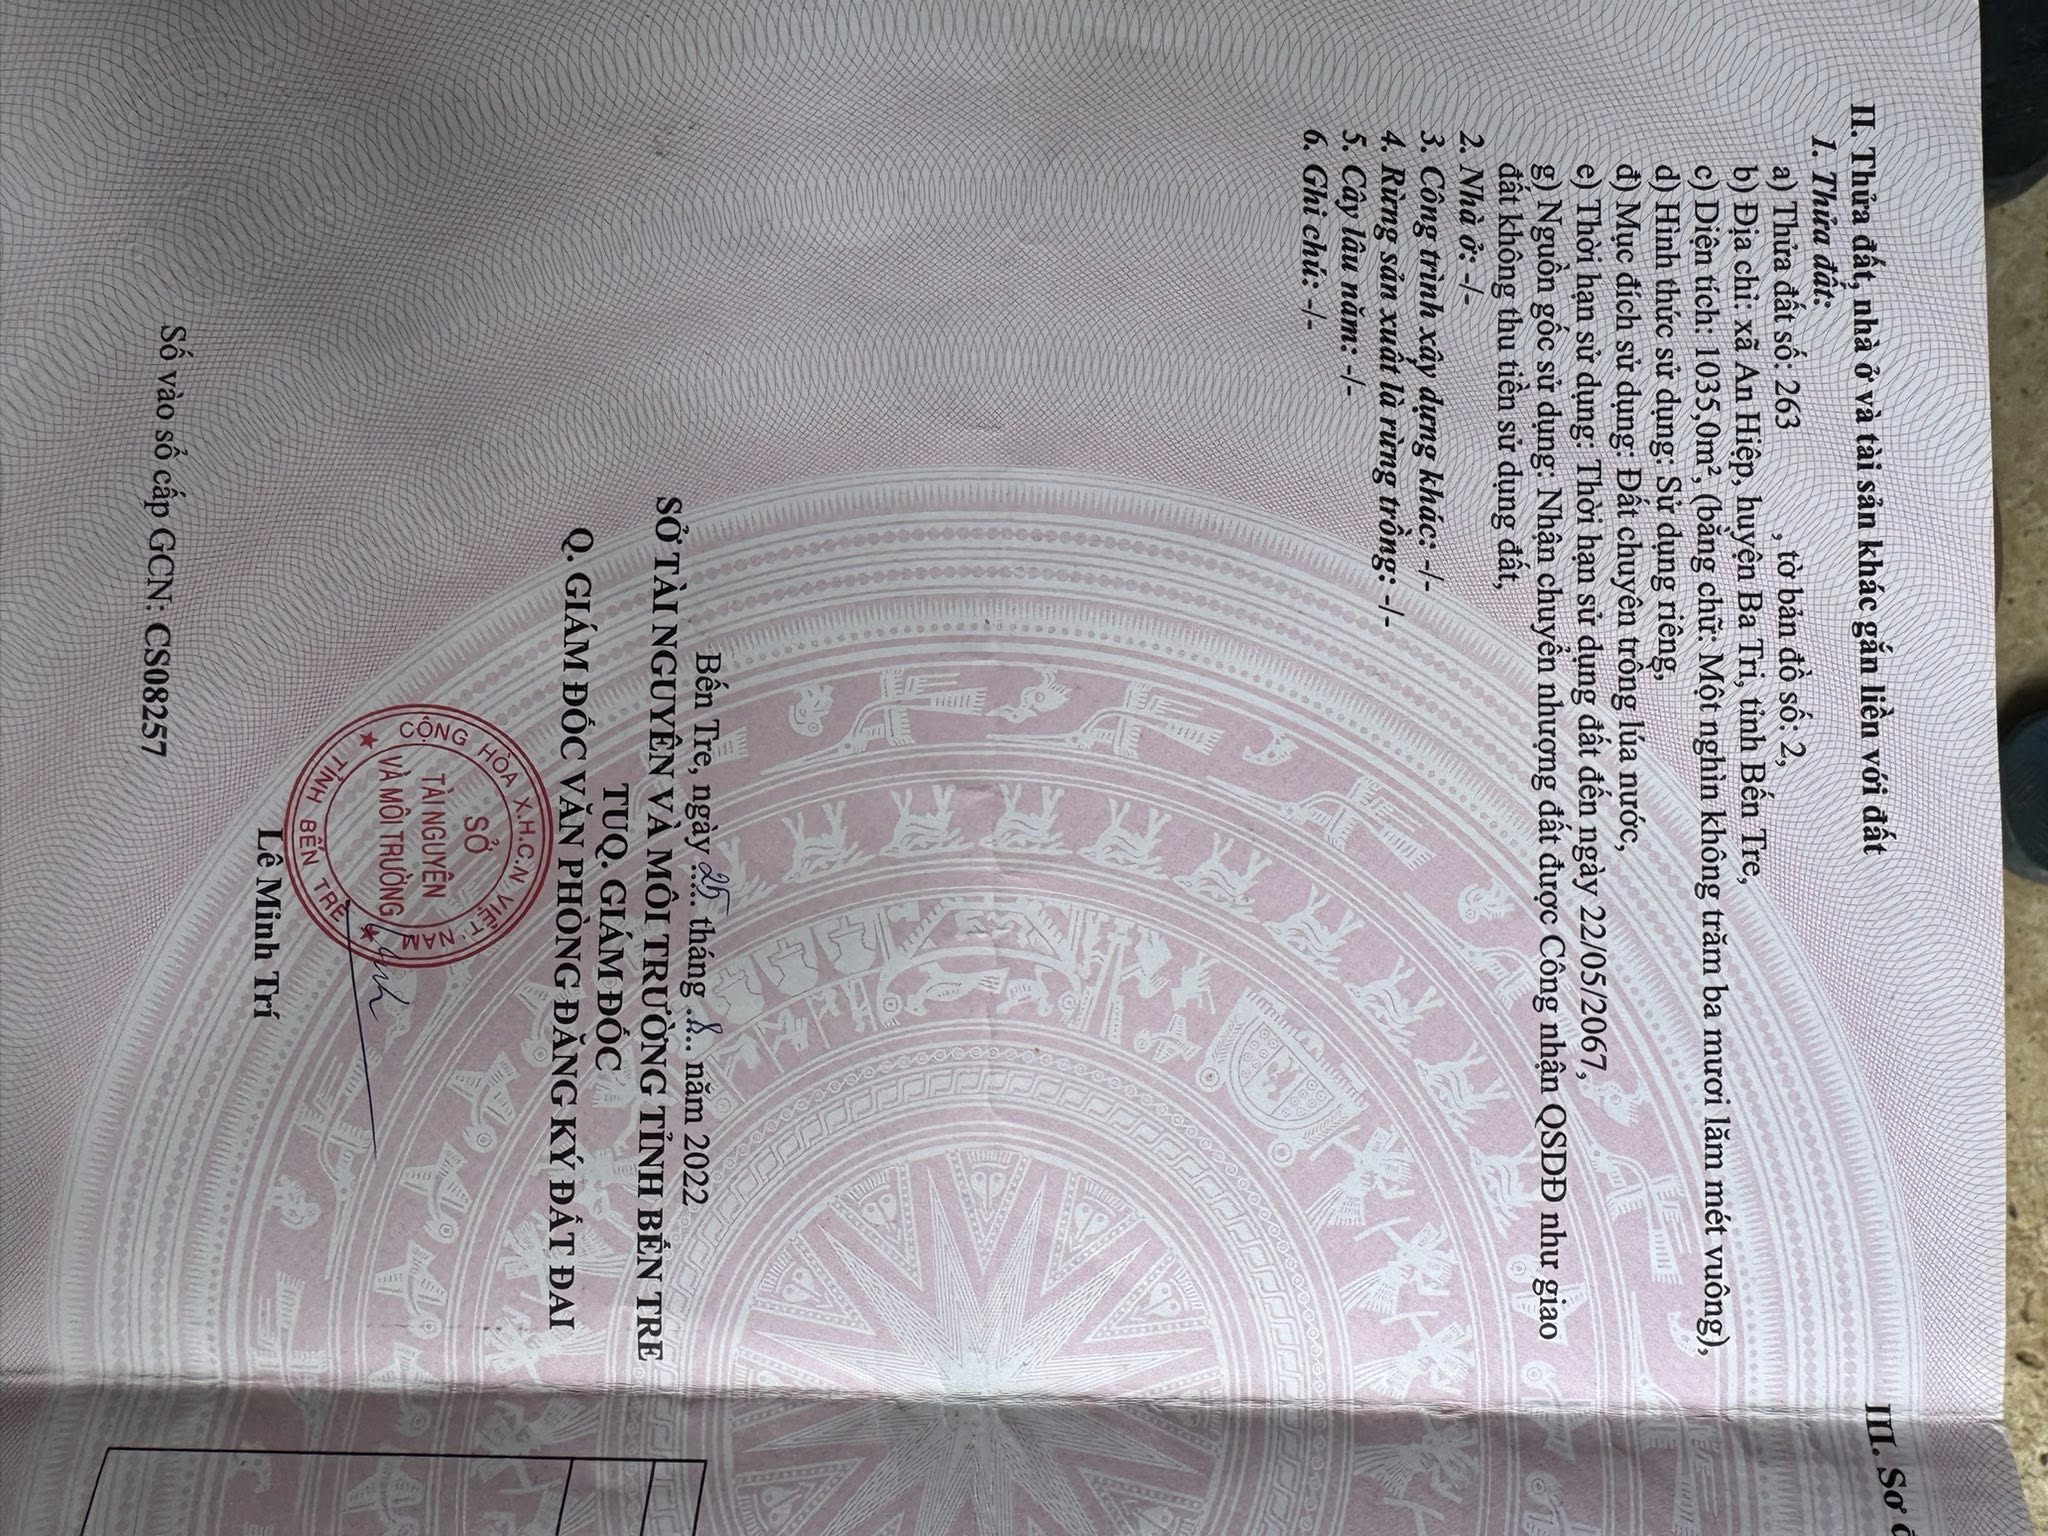 II. Thửa đất, nhà ở và tài sản khác gắn liền với đất
1. Thửa đất:
a) Thửa đất số: 263 , tờ bản đồ số: 2,
b) Địa chỉ: xã An Hiệp, huyện Ba Tri, tỉnh Bến Tre,
c) Diện tích: 1035,0m², (bằng chữ: Một nghìn không trăm ba mươi lăm mét vuông),
d) Hình thức sử dụng: Sử dụng riêng,
đ) Mục đích sử dụng: Đất chuyên trồng lúa nước,
e) Thời hạn sử dụng: Thời hạn sử dụng đất đến ngày 22/05/2067,
g) Nguồn gốc sử dụng: Nhận chuyển nhượng đất được Công nhận QSDĐ như giao
đất không thu tiền sử dụng đất,
2. Nhà ở: -/-
3. Công trình xây dựng khác: -/-
4. Rừng sản xuất là rừng trồng: -/-
5. Cây lâu năm: -/-
6. Ghi chú: -/-
Bến Tre, ngày 25 tháng 8 năm 2022
SỞ TÀI NGUYÊN VÀ MÔI TRƯỜNG TỈNH BẾN TRE
TUQ. GIÁM ĐỐC
Q. GIÁM ĐỐC VĂN PHÒNG ĐĂNG KÝ ĐẤT ĐAI
CỘNG HÒA X.H.C.N VIỆT NAM
SỞ
TÀI NGUYÊN
VÀ MÔI TRƯỜNG
TỈNH BẾN TRE
Lê Minh Trí
Số vào sổ cấp GCN: CS08257
III. Sơ